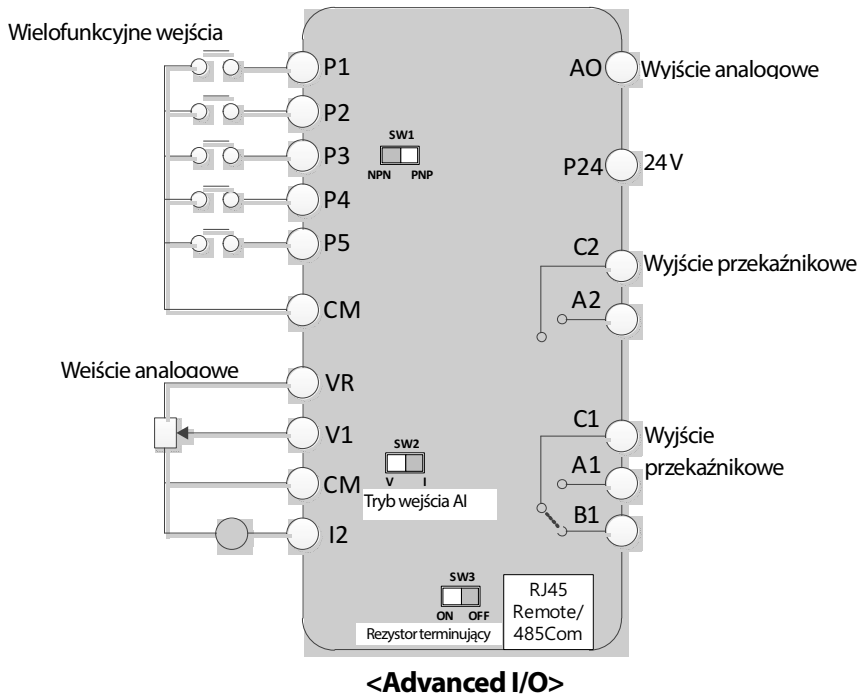 Wielofunkcyjne wejścia
P1
P2
P3
P4
P5
CM
SW1
NPN PNP
AO Wyjście analogowe
P24 24 V
C2 Wyjście przekaźnikowe
A2
Wejście analogowe
VR
V1
CM
I2
SW2
V I
Tryb wejścia AI
C1 Wyjście
przekaźnikowe
A1
B1
SW3
ON OFF
Rezystor terminujący
RJ45
Remote/
485Com
<Advanced I/O>